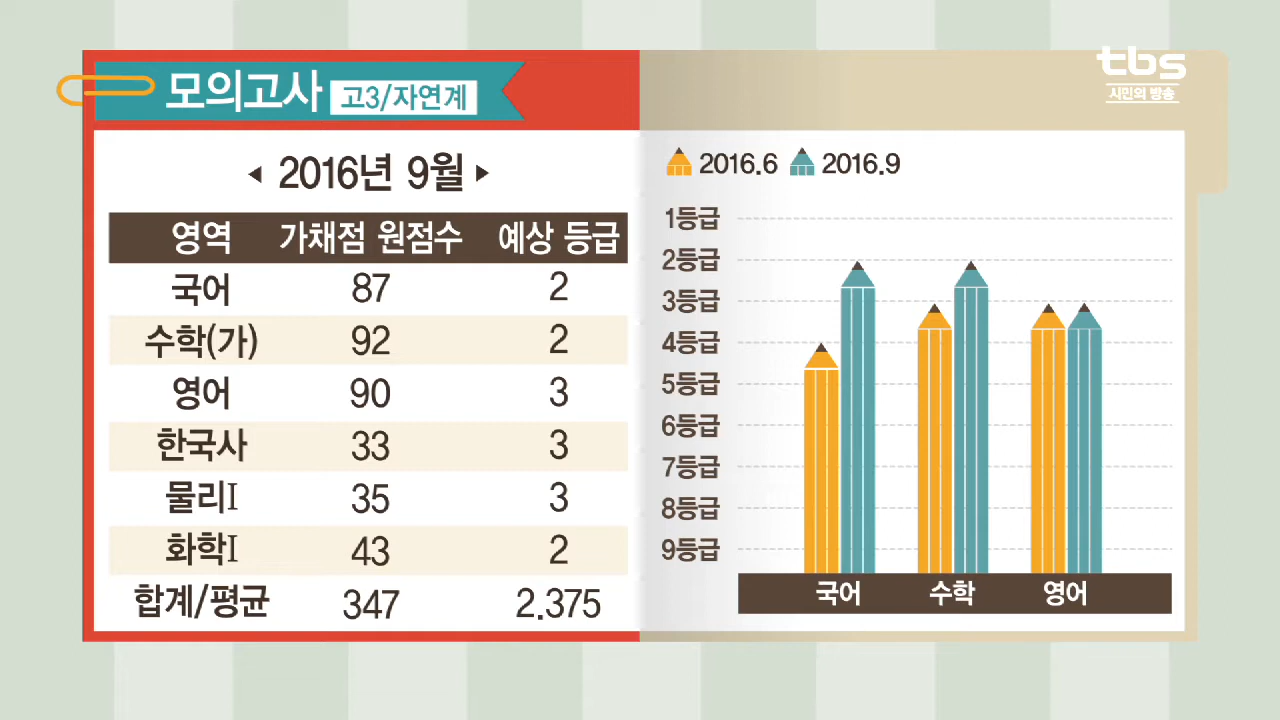 모의고사 고3/자연계
tbs
시민의 방송
◀ 2016년 9월 ▶
영역 가채점 원점수 예상 등급
국어 87 2
수학(가) 92 2
영어 90 3
한국사 33 3
물리I 35 3
화학I 43 2
합계/평균 347 2.375
2016.6 2016.9
1등급
2등급
3등급
4등급
5등급
6등급
7등급
8등급
9등급
국어 수학 영어